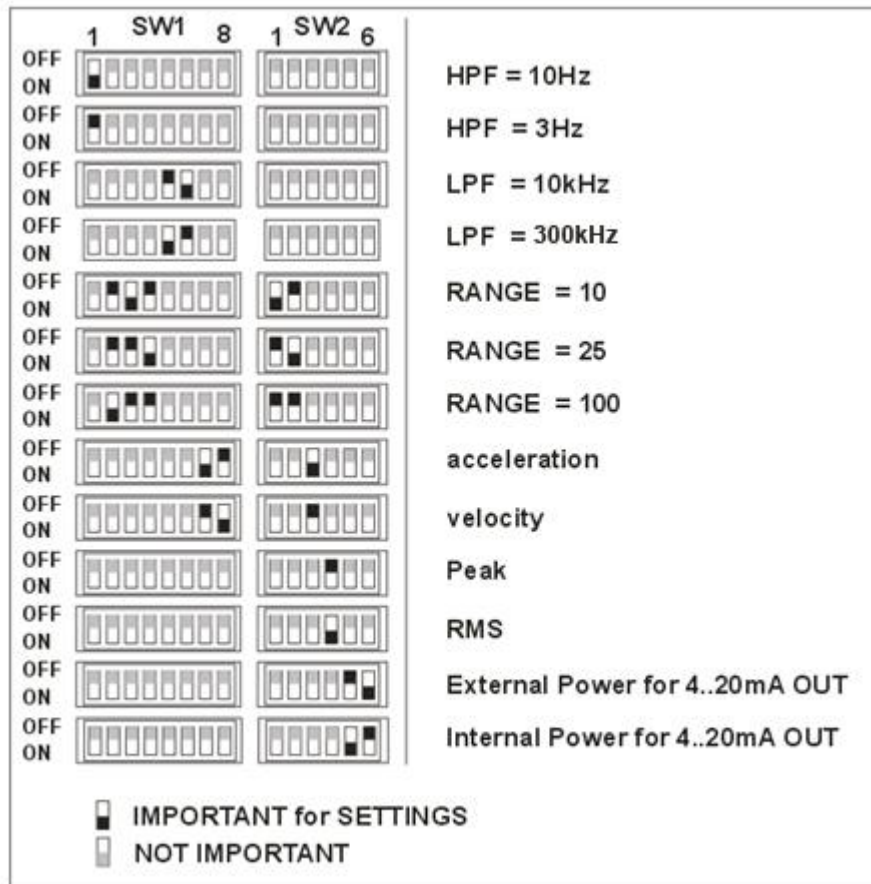 SW1 SW2
1 8 1 6
OFF
ON HPF = 10Hz
OFF
ON HPF = 3Hz
OFF
ON LPF = 10kHz
OFF
ON LPF = 300kHz
OFF
ON RANGE = 10
OFF
ON RANGE = 25
OFF
ON RANGE = 100
OFF
ON acceleration
OFF
ON velocity
OFF
ON Peak
OFF
ON RMS
OFF
ON External Power for 4..20mA OUT
OFF
ON Internal Power for 4..20mA OUT
IMPORTANT for SETTINGS
NOT IMPORTANT